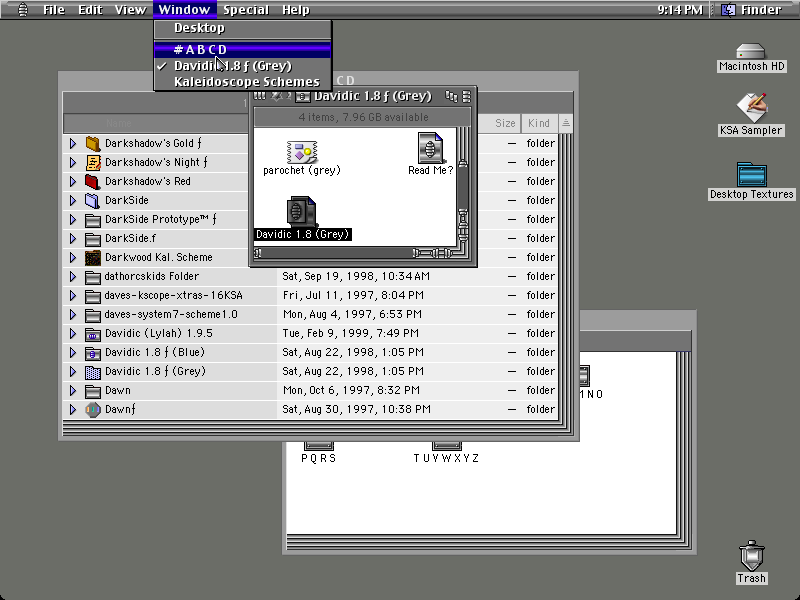 File Edit View Window Special Help 9:14 PM Finder
Desktop
#ABCD
✓ Davidic 1.8 ƒ (Grey)
Kaleidoscope Schemes
CD
Davidic 1.8 ƒ (Grey)
4 items, 7.96 GB available
parochet (grey)
Read Me?
Davidic 1.8 (Grey)
Name Size Kind
Darkshadow's Gold ƒ — folder
Darkshadow's Night ƒ — folder
Darkshadow's Red — folder
DarkSide — folder
DarkSide Prototype™ ƒ — folder
DarkSide.f — folder
Darkwood Kal. Scheme — folder
dathorcskids Folder Sat, Sep 19, 1998, 10:34 AM — folder
daves-kscope-xtras-16KSA Fri, Jul 11, 1997, 8:04 PM — folder
daves-system7-scheme1.0 Mon, Aug 4, 1997, 6:53 PM — folder
Davidic (Lylah) 1.9.5 Tue, Feb 9, 1999, 7:49 PM — folder
Davidic 1.8 ƒ (Blue) Sat, Aug 22, 1998, 1:05 PM — folder
Davidic 1.8 ƒ (Grey) Sat, Aug 22, 1998, 1:05 PM — folder
Dawn Mon, Oct 6, 1997, 8:32 PM — folder
Dawnƒ Sat, Aug 30, 1997, 10:38 PM — folder
NO
PQRS
TUVWXYZ
Macintosh HD
KSA Sampler
Desktop Textures
Trash